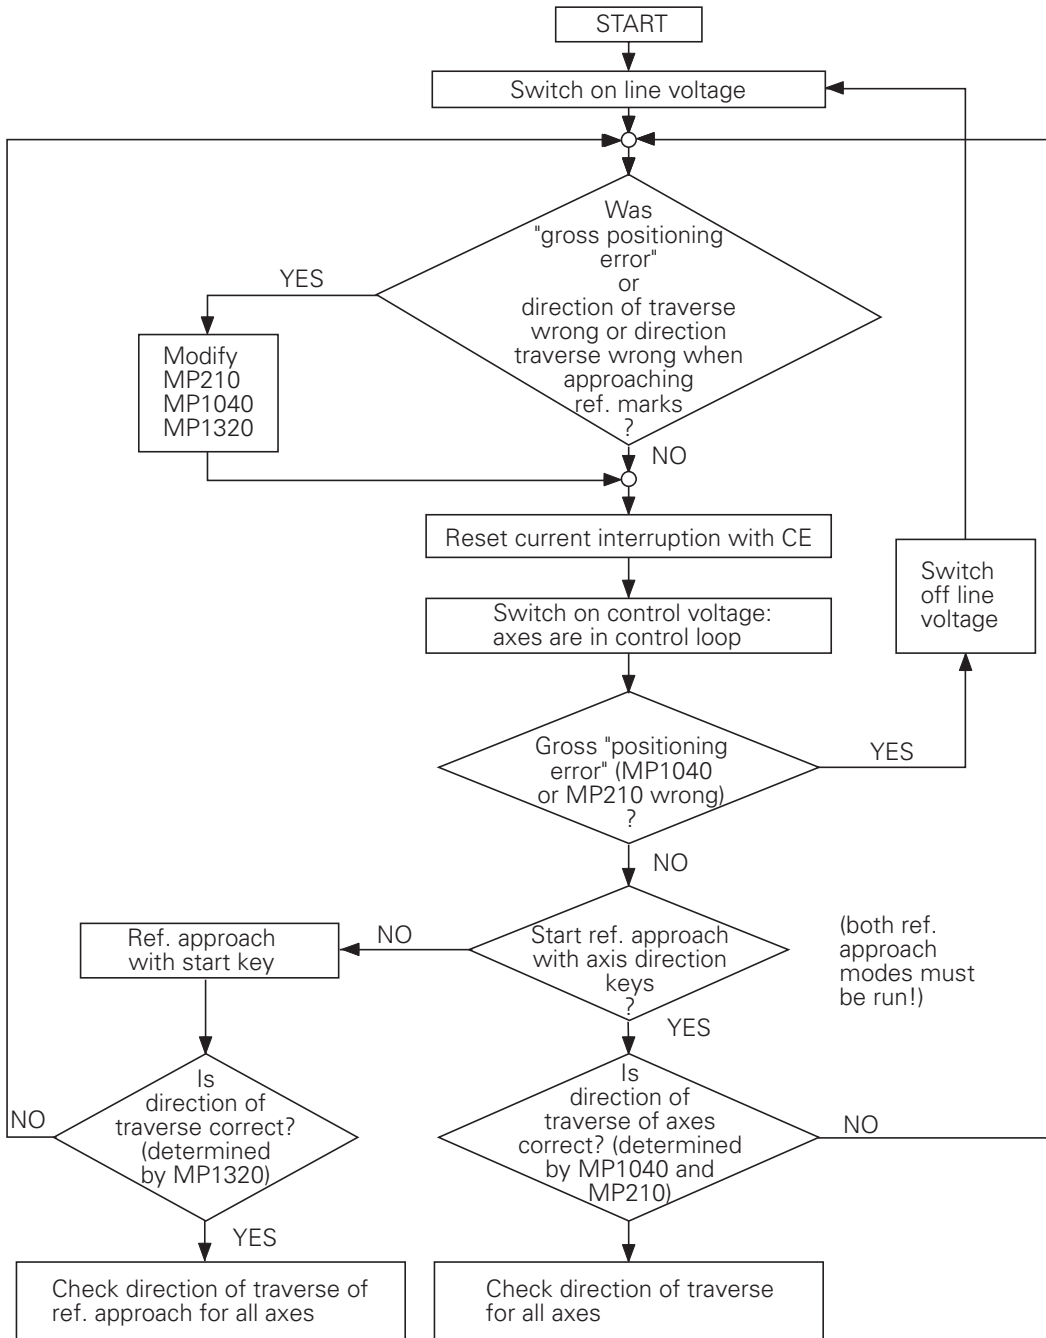 START
Switch on line voltage
Was
"gross positioning
error"
or
direction of traverse
wrong or direction
traverse wrong when
approaching
ref. marks
?
YES
Modify
MP210
MP1040
MP1320
NO
Reset current interruption with CE
Switch on control voltage:
axes are in control loop
Switch
off line
voltage
Gross "positioning
error" (MP1040
or MP210 wrong)
?
YES
NO
Start ref. approach
with axis direction
keys
?
NO
Ref. approach
with start key
(both ref.
approach
modes must
be run!)
YES
Is
direction of
traverse correct?
(determined
by MP1320)
NO
Is
direction of
traverse of axes
correct? (determined
by MP1040 and
MP210)
NO
YES
Check direction of traverse of
ref. approach for all axes
Check direction of traverse
for all axes